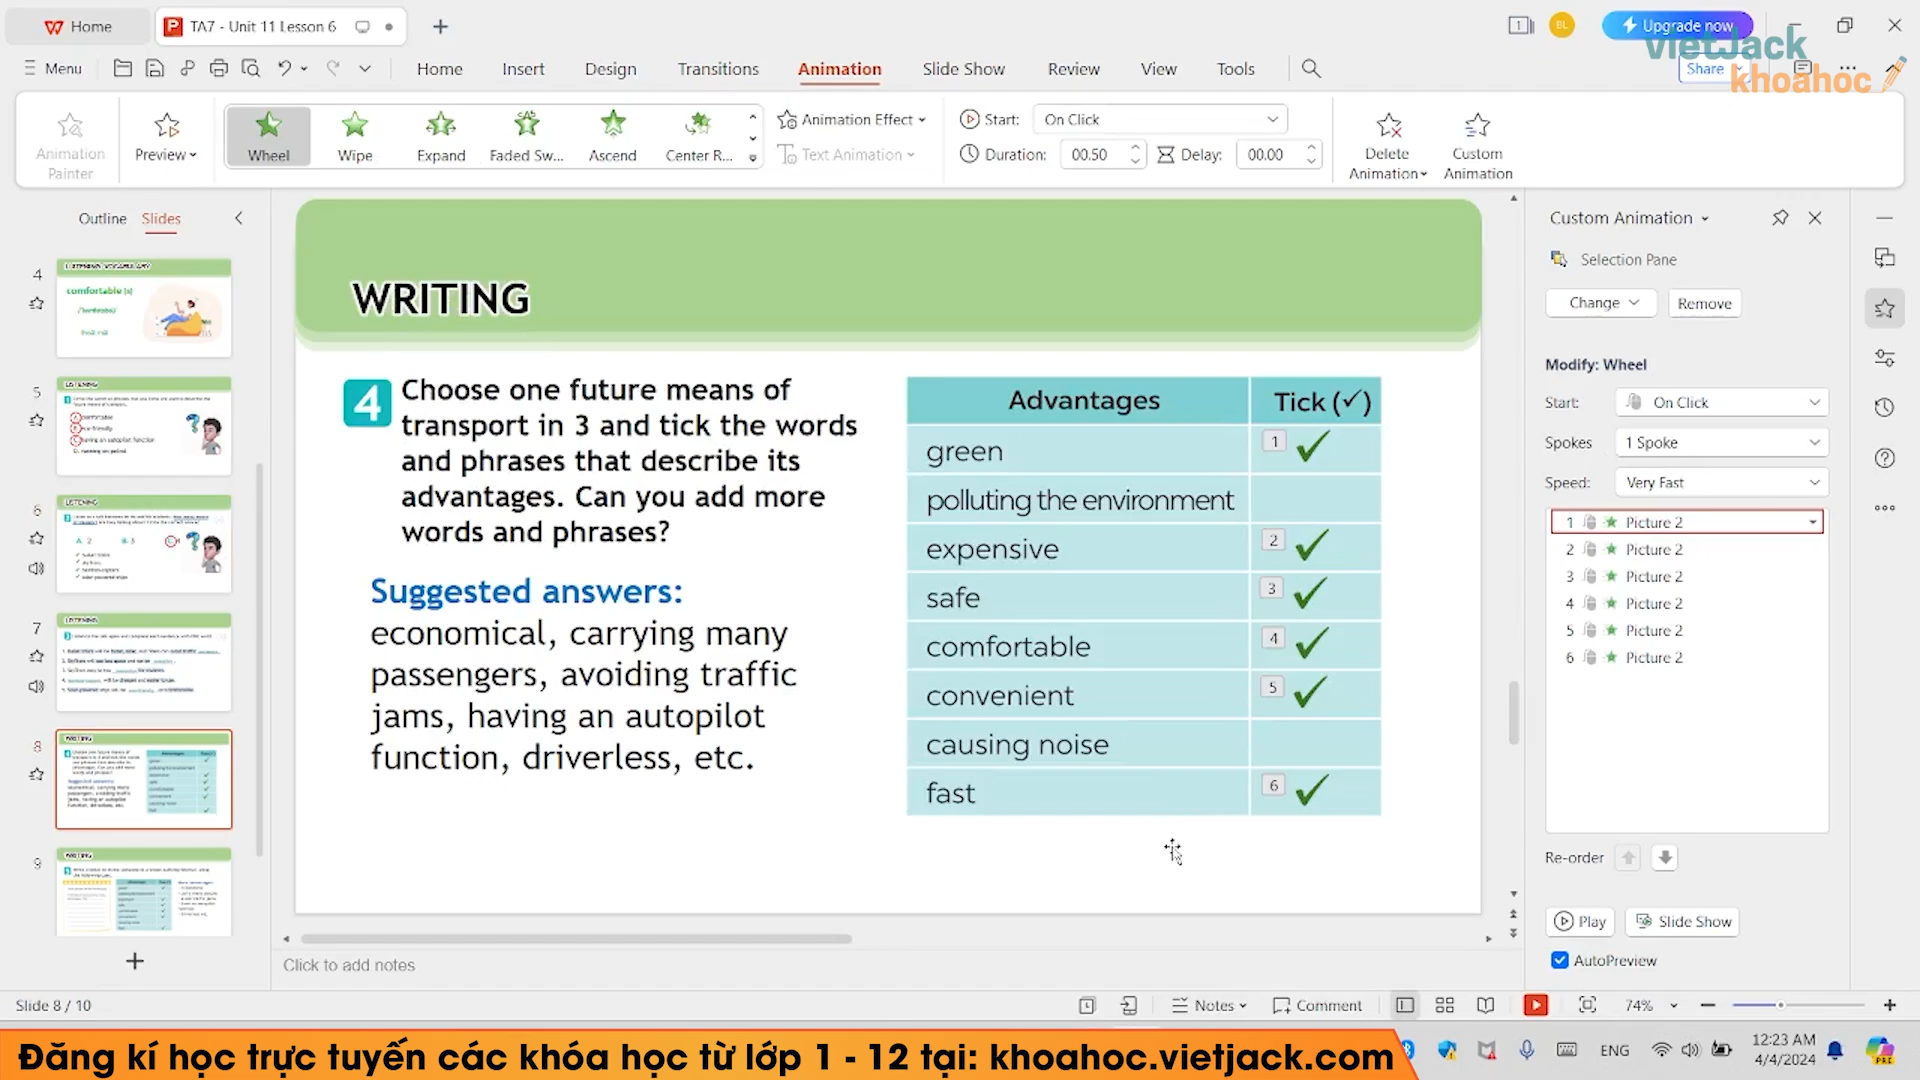 Home
TA7 - Unit 11 Lesson 6
1
BL
Upgrade now
Menu
Home
Insert
Design
Transitions
Animation
Slide Show
Review
View
Tools
Share
vietJack
khoahoc
Animation
Painter
Preview
Wheel
Wipe
Expand
Faded Sw...
Ascend
Center R...
Animation Effect
Text Animation
Start:
On Click
Duration:
00.50
Delay:
00.00
Delete
Animation
Custom
Animation
Outline
Slides
4
5
6
7
8
9
WRITING
4 Choose one future means of
transport in 3 and tick the words
and phrases that describe its
advantages. Can you add more
words and phrases?
Suggested answers:
economical, carrying many
passengers, avoiding traffic
jams, having an autopilot
function, driverless, etc.
Advantages Tick (✓)
green 1 ✓
polluting the environment
expensive 2 ✓
safe 3 ✓
comfortable 4 ✓
convenient 5 ✓
causing noise
fast 6 ✓
Custom Animation
Selection Pane
Change
Remove
Modify: Wheel
Start:
On Click
Spokes
1 Spoke
Speed:
Very Fast
1 Picture 2
2 Picture 2
3 Picture 2
4 Picture 2
5 Picture 2
6 Picture 2
Re-order
Play
Slide Show
AutoPreview
Click to add notes
Slide 8 / 10
Notes
Comment
74%
Đăng kí học trực tuyến các khóa học từ lớp 1 - 12 tại: khoahoc.vietjack.com
ENG
12:23 AM
4/4/2024